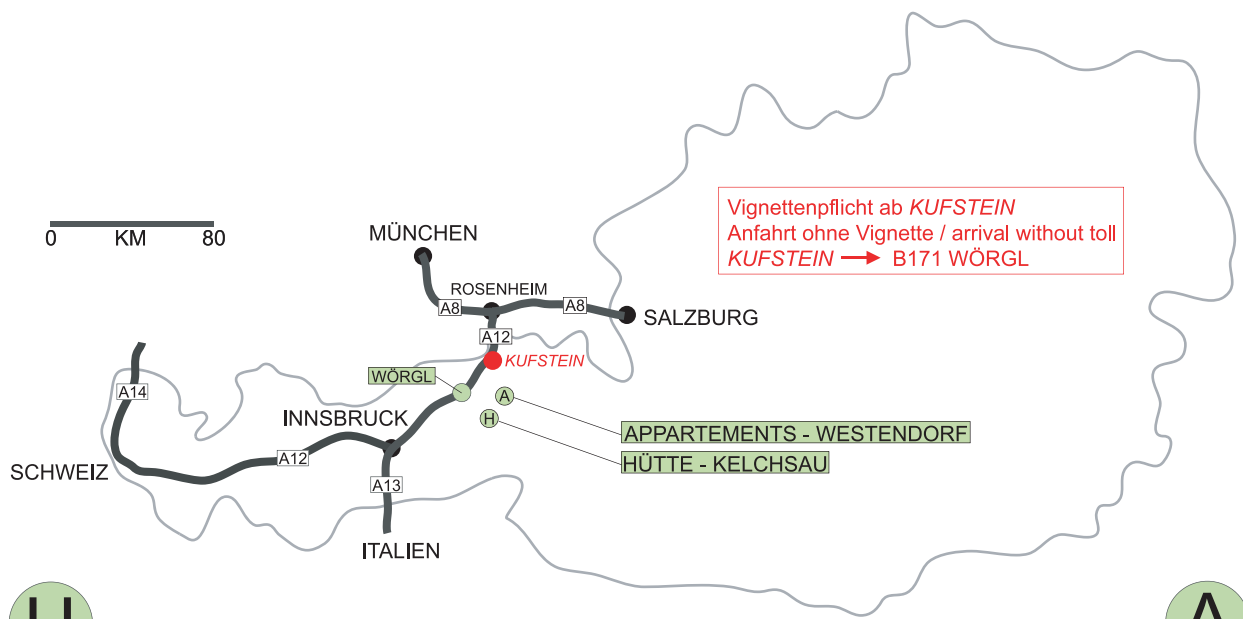 Vignettenpflicht ab KUFSTEIN
Anfahrt ohne Vignette / arrival without toll
KUFSTEIN → B171 WÖRGL
0 KM 80
MÜNCHEN
ROSENHEIM
A8
A8
SALZBURG
A12
KUFSTEIN
WÖRGL
A14
A
INNSBRUCK
H
APPARTEMENTS - WESTENDORF
HÜTTE - KELCHSAU
SCHWEIZ
A12
A13
ITALIEN
H
A